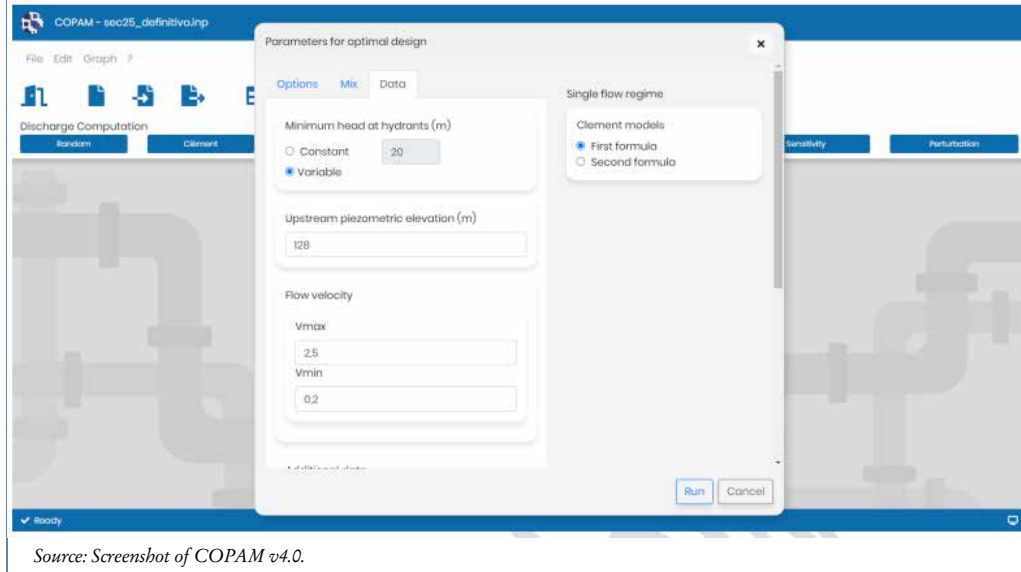 COPAM - sec25_definitivo.inp
File Edit Graph ?
Discharge Computation
Random
Clément
Sensitivity
Perturbation
Parameters for optimal design
×
Options Mix Data
Minimum head at hydrants (m)
Constant 20
Variable
Upstream piezometric elevation (m)
128
Flow velocity
Vmax
2,5
Vmin
0,2
Additional data
Single flow regime
Clement models
First formula
Second formula
Run Cancel
Ready
Source: Screenshot of COPAM v4.0.